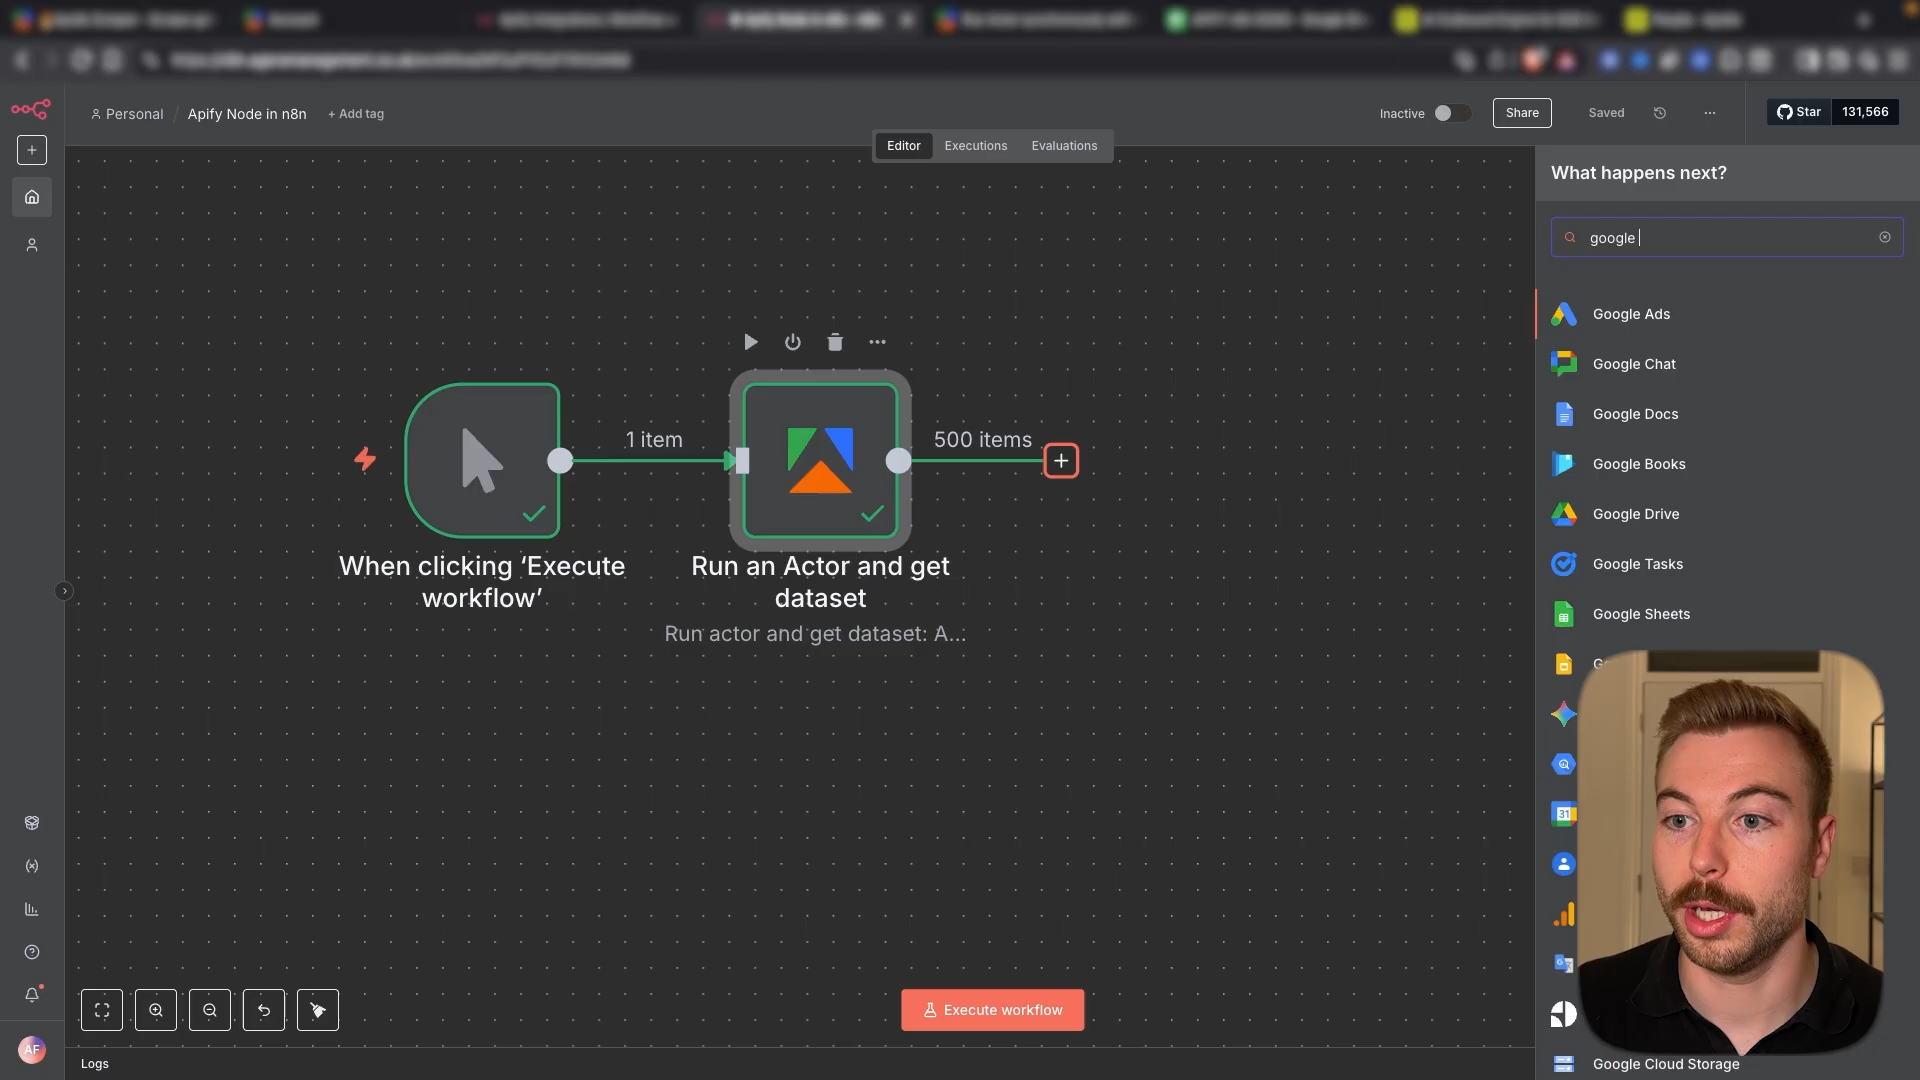 Personal / Apify Node in n8n + Add tag
Inactive
Share
Saved
...
Star 131,566
Editor Executions Evaluations
What happens next?
google
Google Ads
Google Chat
Google Docs
Google Books
Google Drive
Google Tasks
Google Sheets
1 item
500 items
When clicking ‘Execute
workflow’
Run an Actor and get
dataset
Run actor and get dataset: A...
31
Execute workflow
AF
Logs
Google Cloud Storage